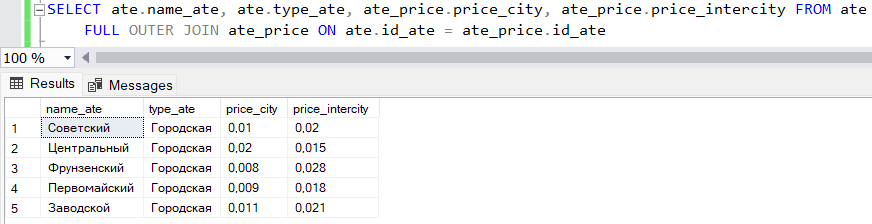 SELECT ate.name_ate, ate.type_ate, ate_price.price_city, ate_price.price_intercity FROM ate
FULL OUTER JOIN ate_price ON ate.id_ate = ate_price.id_ate
100 %
Results Messages
name_ate type_ate price_city price_intercity
1 Советский Городская 0,01 0,02
2 Центральный Городская 0,02 0,015
3 Фрунзенский Городская 0,008 0,028
4 Первомайский Городская 0,009 0,018
5 Заводской Городская 0,011 0,021